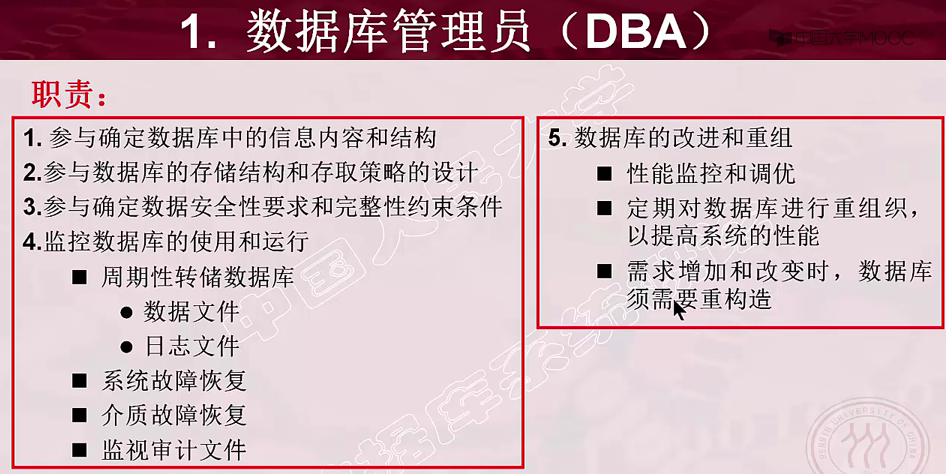 1. 数据库管理员（DBA）
中国大学MOOC
职责：
1. 参与确定数据库中的信息内容和结构
2.参与数据库的存储结构和存取策略的设计
3.参与确定数据安全性要求和完整性约束条件
4.监控数据库的使用和运行
■ 周期性转储数据库
● 数据文件
● 日志文件
■ 系统故障恢复
■ 介质故障恢复
■ 监视审计文件
5. 数据库的改进和重组
■ 性能监控和调优
■ 定期对数据库进行重组织，
以提高系统的性能
■ 需求增加和改变时，数据库
须需要重构造
中国人民大学